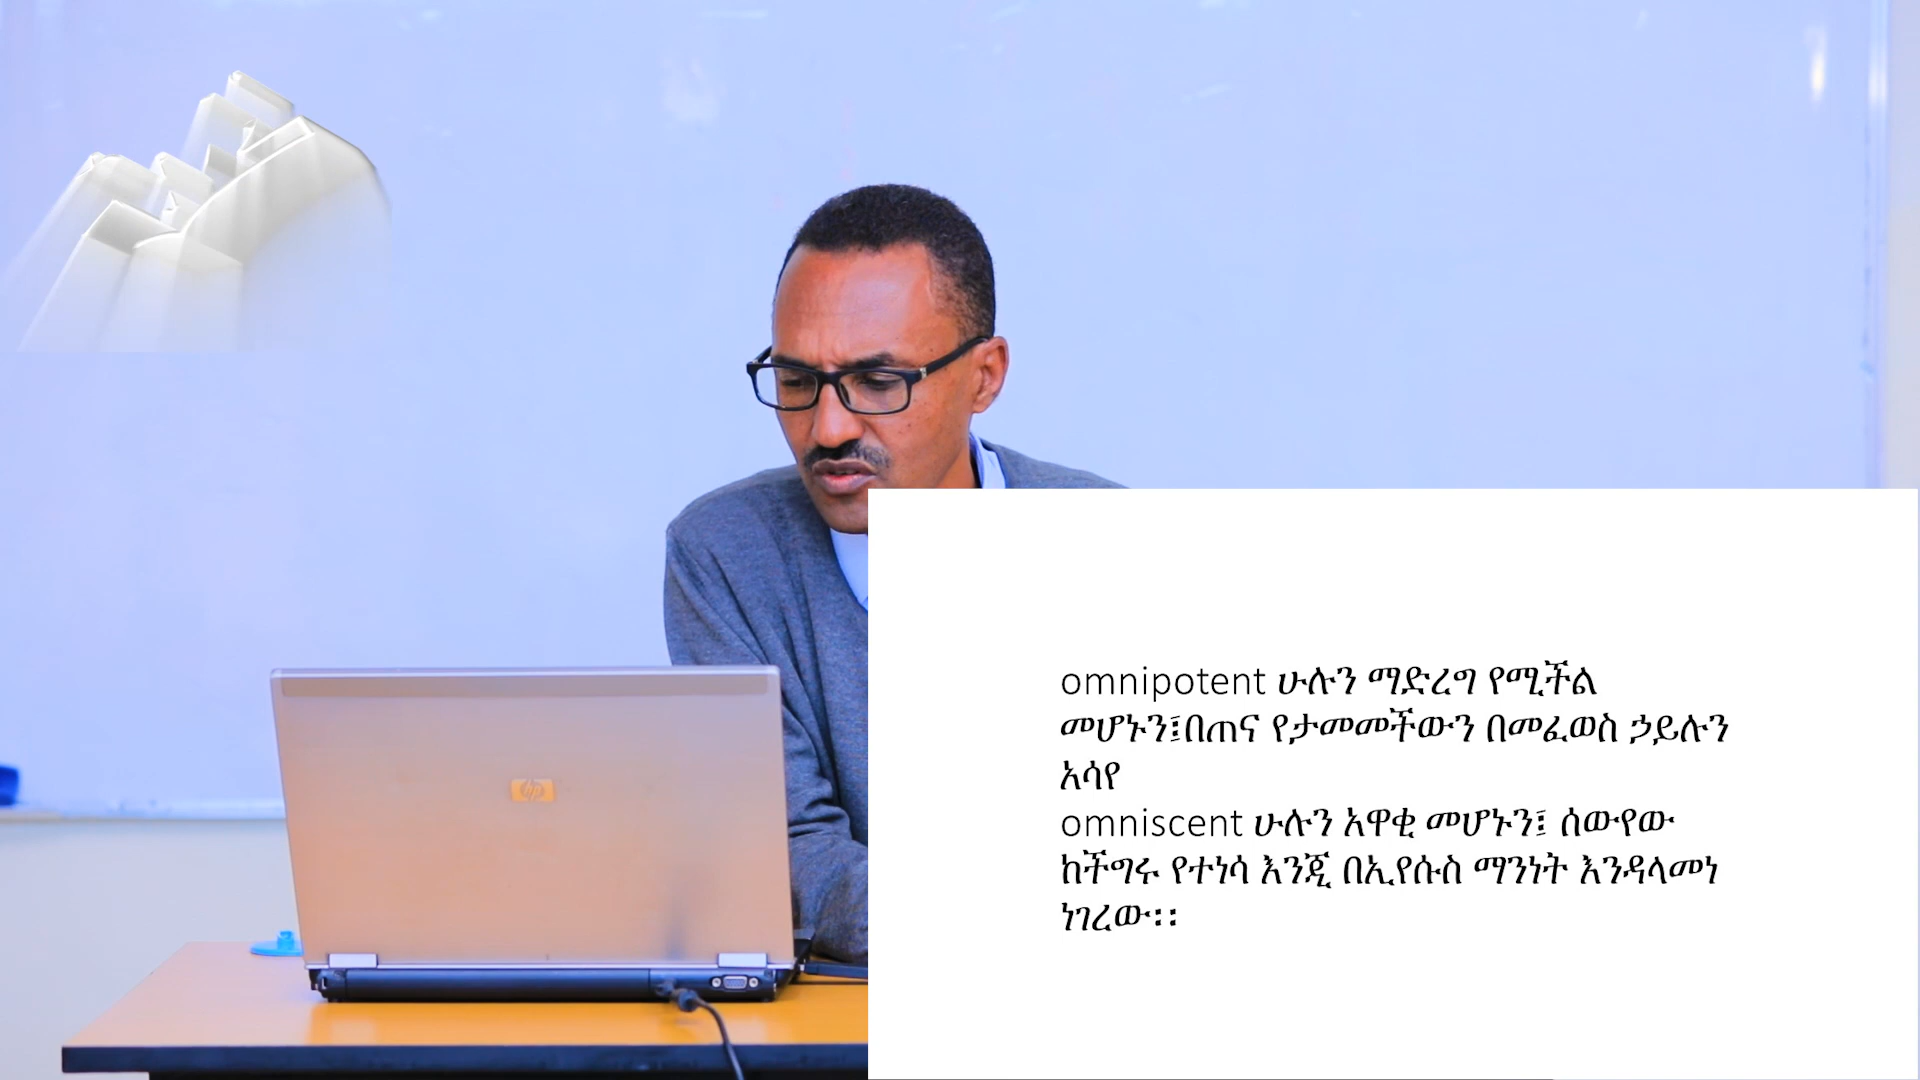 omnipotent ሁሉን ማድረግ የሚችል
መሆኑን፤በጠና የታመመችውን በመፈወስ ኃይሉን
አሳየ
omniscent ሁሉን አዋቂ መሆኑን፤ ሰውየው
ከችግሩ የተነሳ እንጂ በኢየሱስ ማንነት እንዳላመነ
ነገረው፡፡
hp